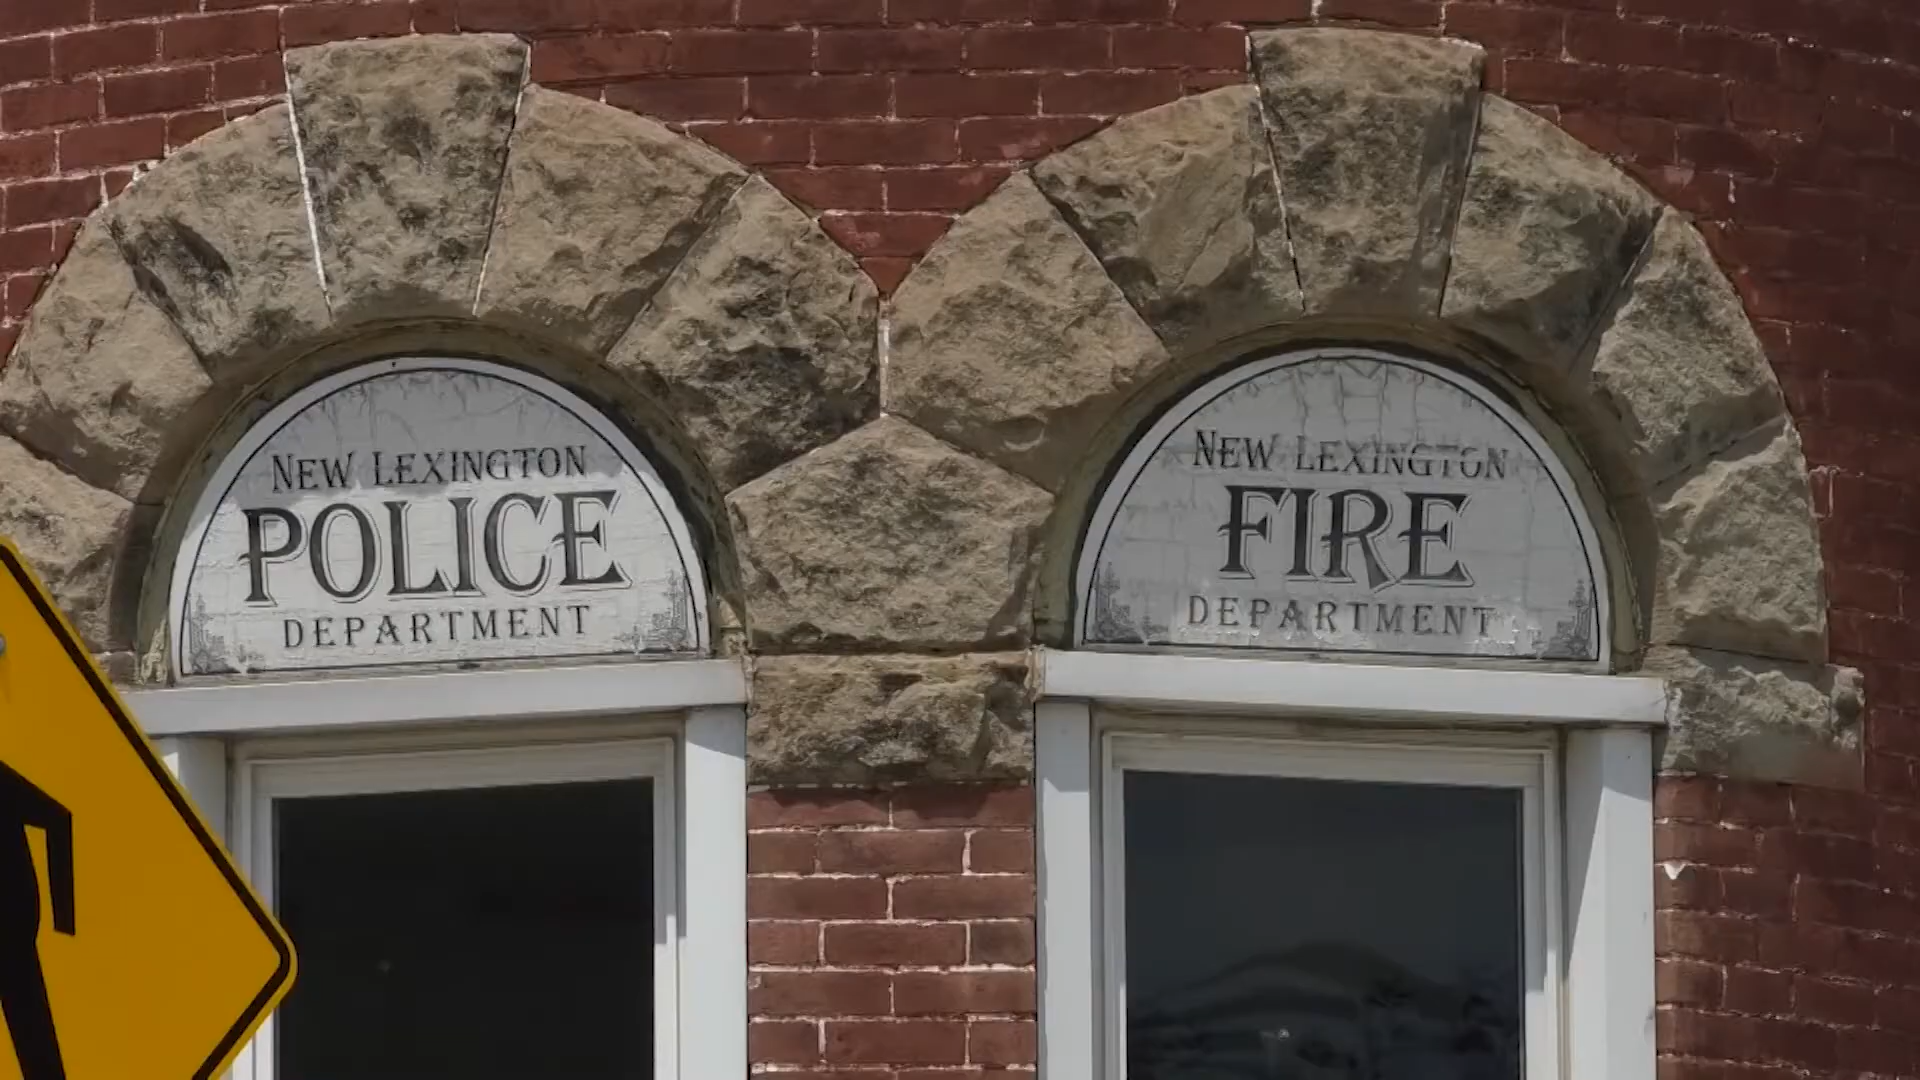 NEW LEXINGTON
POLICE
DEPARTMENT
NEW LEXINGTON
FIRE
DEPARTMENT